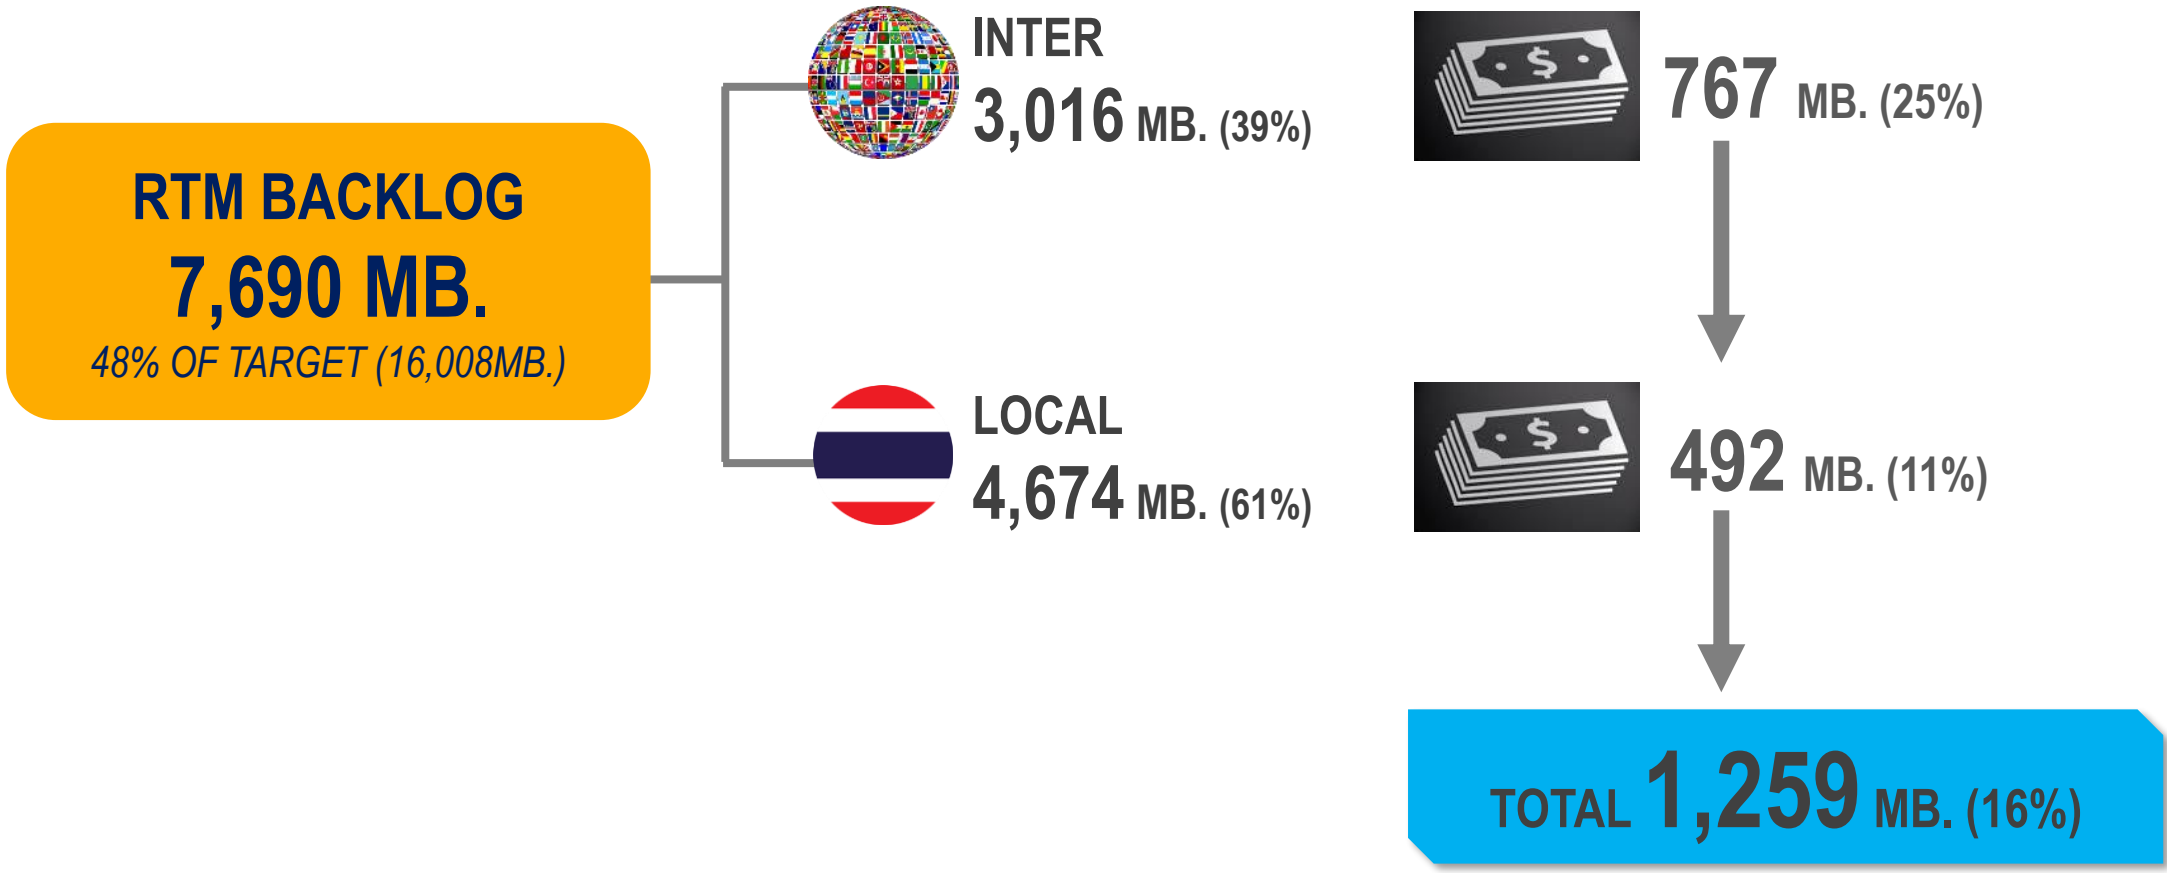 RTM BACKLOG
7,690 MB.
48% OF TARGET (16,008MB.)
INTER
3,016 MB. (39%)
767 MB. (25%)
LOCAL
4,674 MB. (61%)
492 MB. (11%)
TOTAL 1,259 MB. (16%)